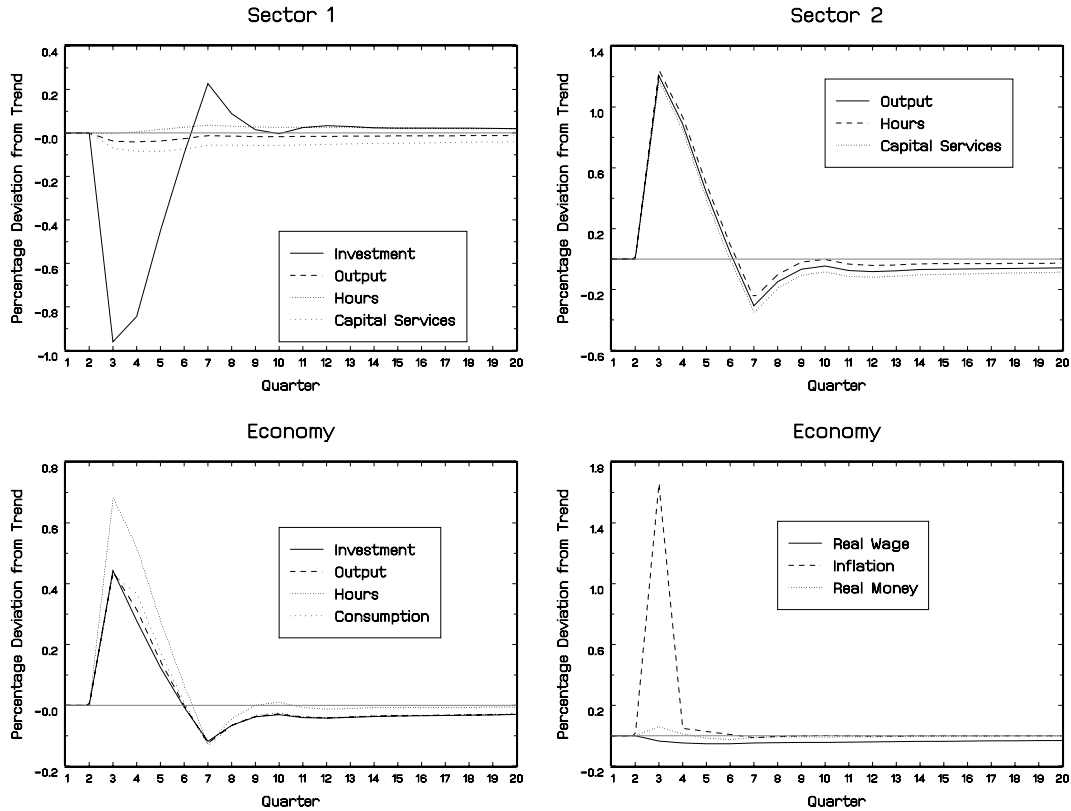 Sector 1
Percentage Deviation from Trend
0.4
0.2
-0.0
-0.2
-0.4
-0.6
-0.8
-1.0
Investment
Output
Hours
Capital Services
1 2 3 4 5 6 7 8 9 10 11 12 13 14 15 16 17 18 19 20
Quarter
Sector 2
Percentage Deviation from Trend
1.4
1.0
0.6
0.2
-0.2
-0.6
Output
Hours
Capital Services
1 2 3 4 5 6 7 8 9 10 11 12 13 14 15 16 17 18 19 20
Quarter
Economy
Percentage Deviation from Trend
0.8
0.6
0.4
0.2
-0.0
-0.2
Investment
Output
Hours
Consumption
1 2 3 4 5 6 7 8 9 10 11 12 13 14 15 16 17 18 19 20
Quarter
Economy
Percentage Deviation from Trend
1.8
1.4
1.0
0.6
0.2
-0.2
Real Wage
Inflation
Real Money
1 2 3 4 5 6 7 8 9 10 11 12 13 14 15 16 17 18 19 20
Quarter